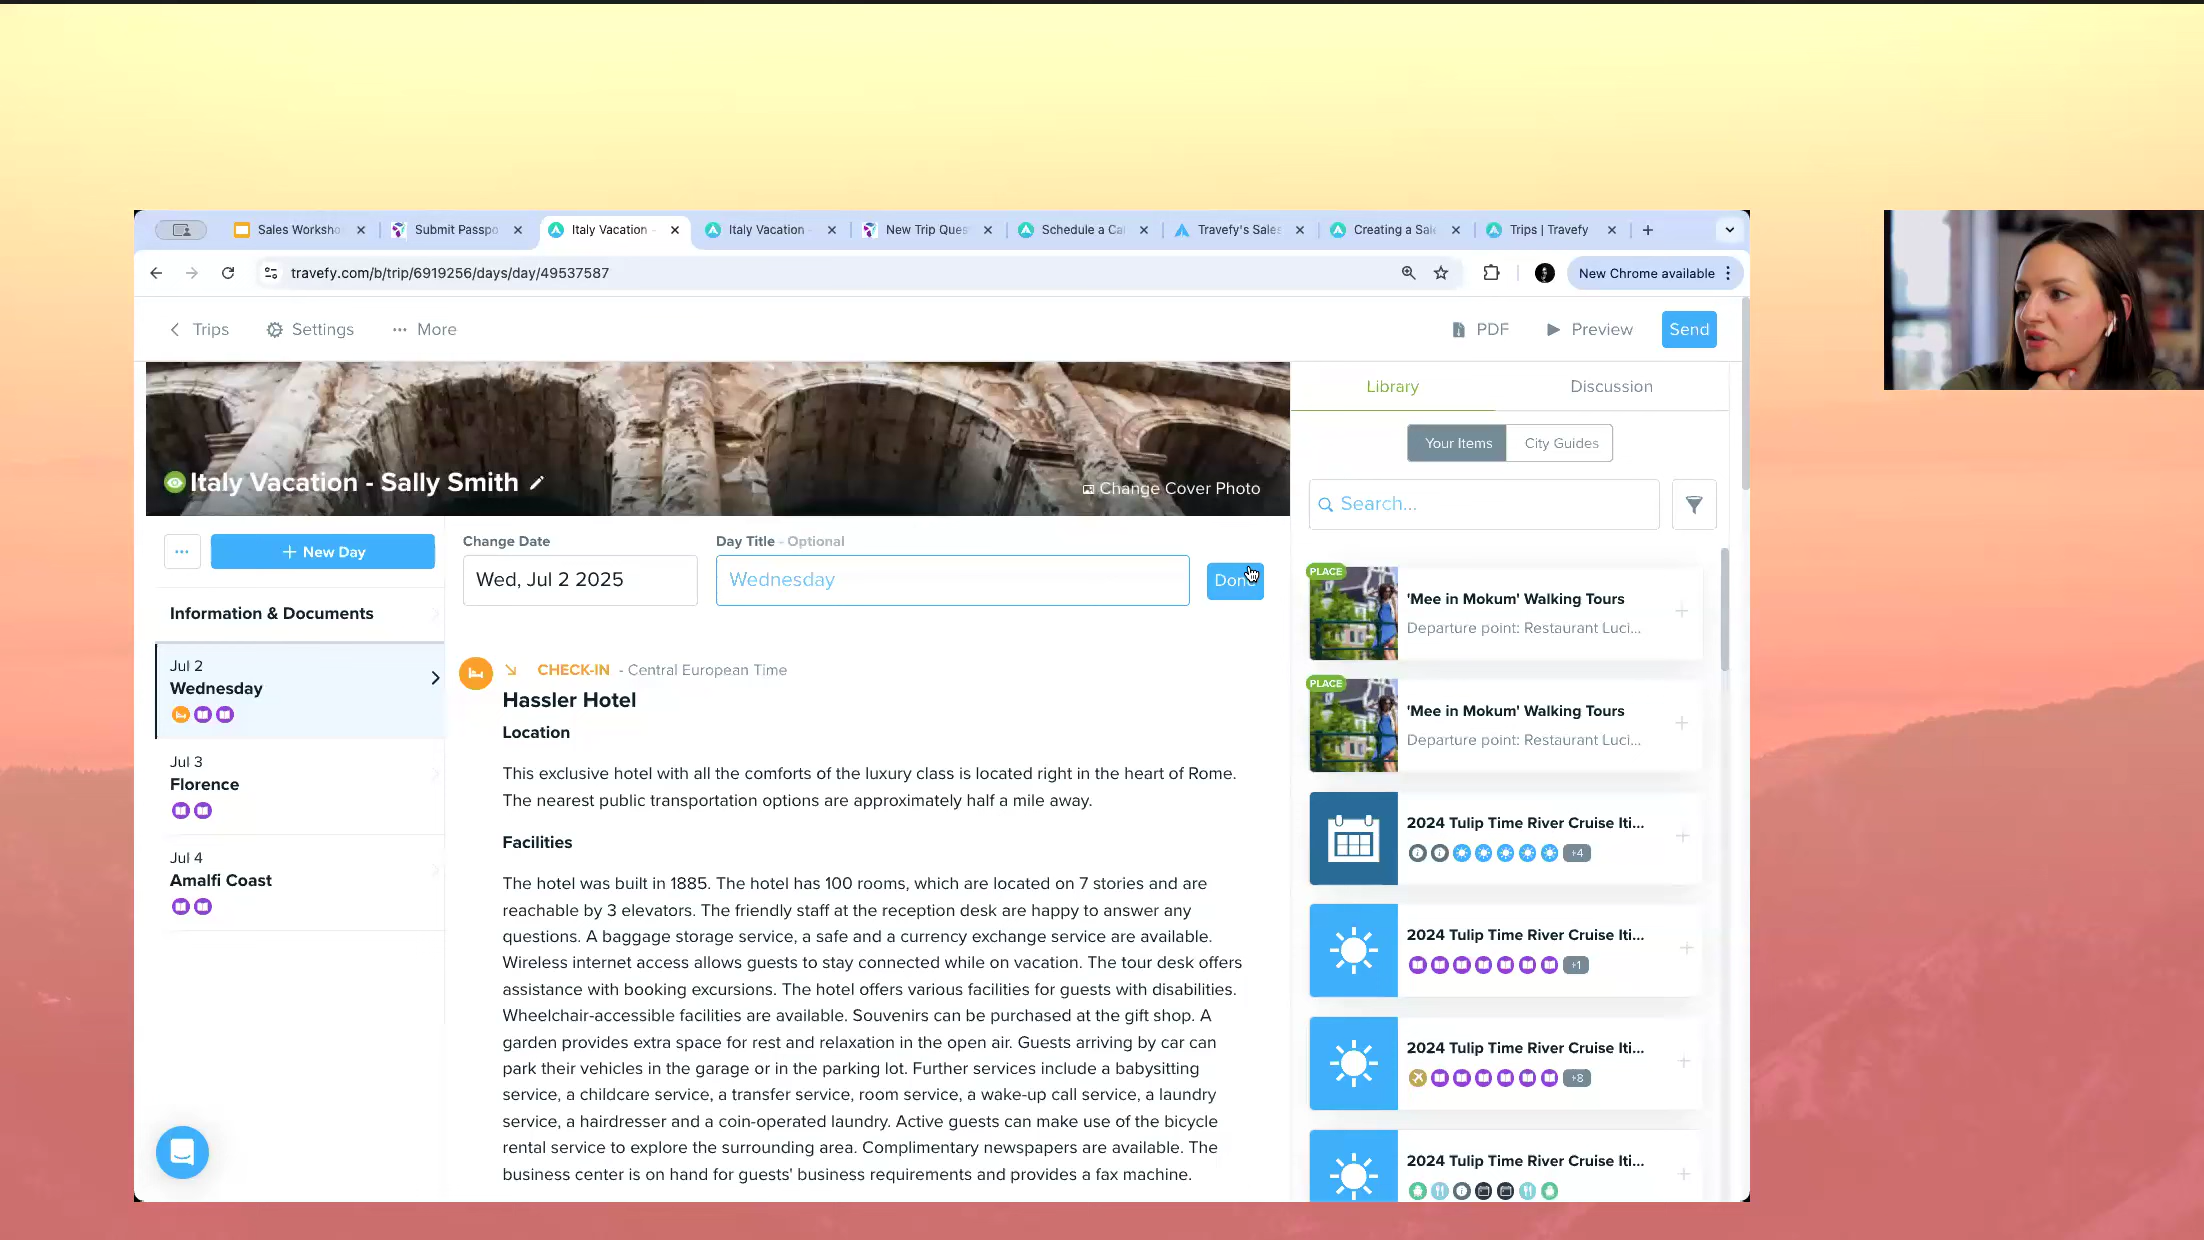 Sales Worksho
Submit Passpo
Italy Vacation -
Italy Vacation -
New Trip Ques
Schedule a Cal
Travefy's Sales
Creating a Sale
Trips | Travefy
travefy.com/b/trip/6919256/days/day/49537587
New Chrome available
Trips
Settings
More
PDF
Preview
Send
Italy Vacation - Sally Smith
Change Cover Photo
Library
Discussion
Your Items
City Guides
Search...
New Day
Information & Documents
Jul 2
Wednesday
Jul 3
Florence
Jul 4
Amalfi Coast
Change Date
Wed, Jul 2 2025
Day Title - Optional
Wednesday
Done
CHECK-IN - Central European Time
Hassler Hotel
Location
This exclusive hotel with all the comforts of the luxury class is located right in the heart of Rome.
The nearest public transportation options are approximately half a mile away.
Facilities
The hotel was built in 1885. The hotel has 100 rooms, which are located on 7 stories and are
reachable by 3 elevators. The friendly staff at the reception desk are happy to answer any
questions. A baggage storage service, a safe and a currency exchange service are available.
Wireless internet access allows guests to stay connected while on vacation. The tour desk offers
assistance with booking excursions. The hotel offers various facilities for guests with disabilities.
Wheelchair-accessible facilities are available. Souvenirs can be purchased at the gift shop. A
garden provides extra space for rest and relaxation in the open air. Guests arriving by car can
park their vehicles in the garage or in the parking lot. Further services include a babysitting
service, a childcare service, a transfer service, room service, a wake-up call service, a laundry
service, a hairdresser and a coin-operated laundry. Active guests can make use of the bicycle
rental service to explore the surrounding area. Complimentary newspapers are available. The
business center is on hand for guests' business requirements and provides a fax machine.
PLACE
'Mee in Mokum' Walking Tours
Departure point: Restaurant Luci...
PLACE
'Mee in Mokum' Walking Tours
Departure point: Restaurant Luci...
2024 Tulip Time River Cruise Iti...
+4
2024 Tulip Time River Cruise Iti...
+1
2024 Tulip Time River Cruise Iti...
+8
2024 Tulip Time River Cruise Iti...